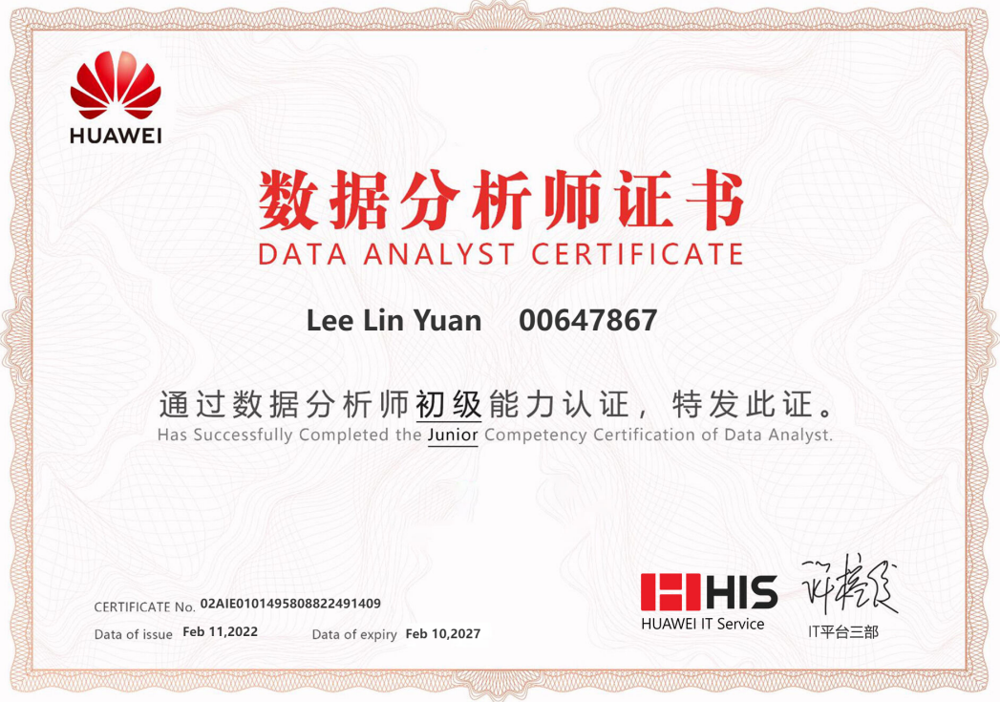 HUAWEI
数据分析师证书
DATA ANALYST CERTIFICATE
Lee Lin Yuan 00647867
通过数据分析师初级能力认证，特发此证。
Has Successfully Completed the Junior Competency Certification of Data Analyst.
HIS
HUAWEI IT Service
IT平台三部
CERTIFICATE No. 02AIE0101495808822491409
Data of issue Feb 11,2022 Data of expiry Feb 10,2027